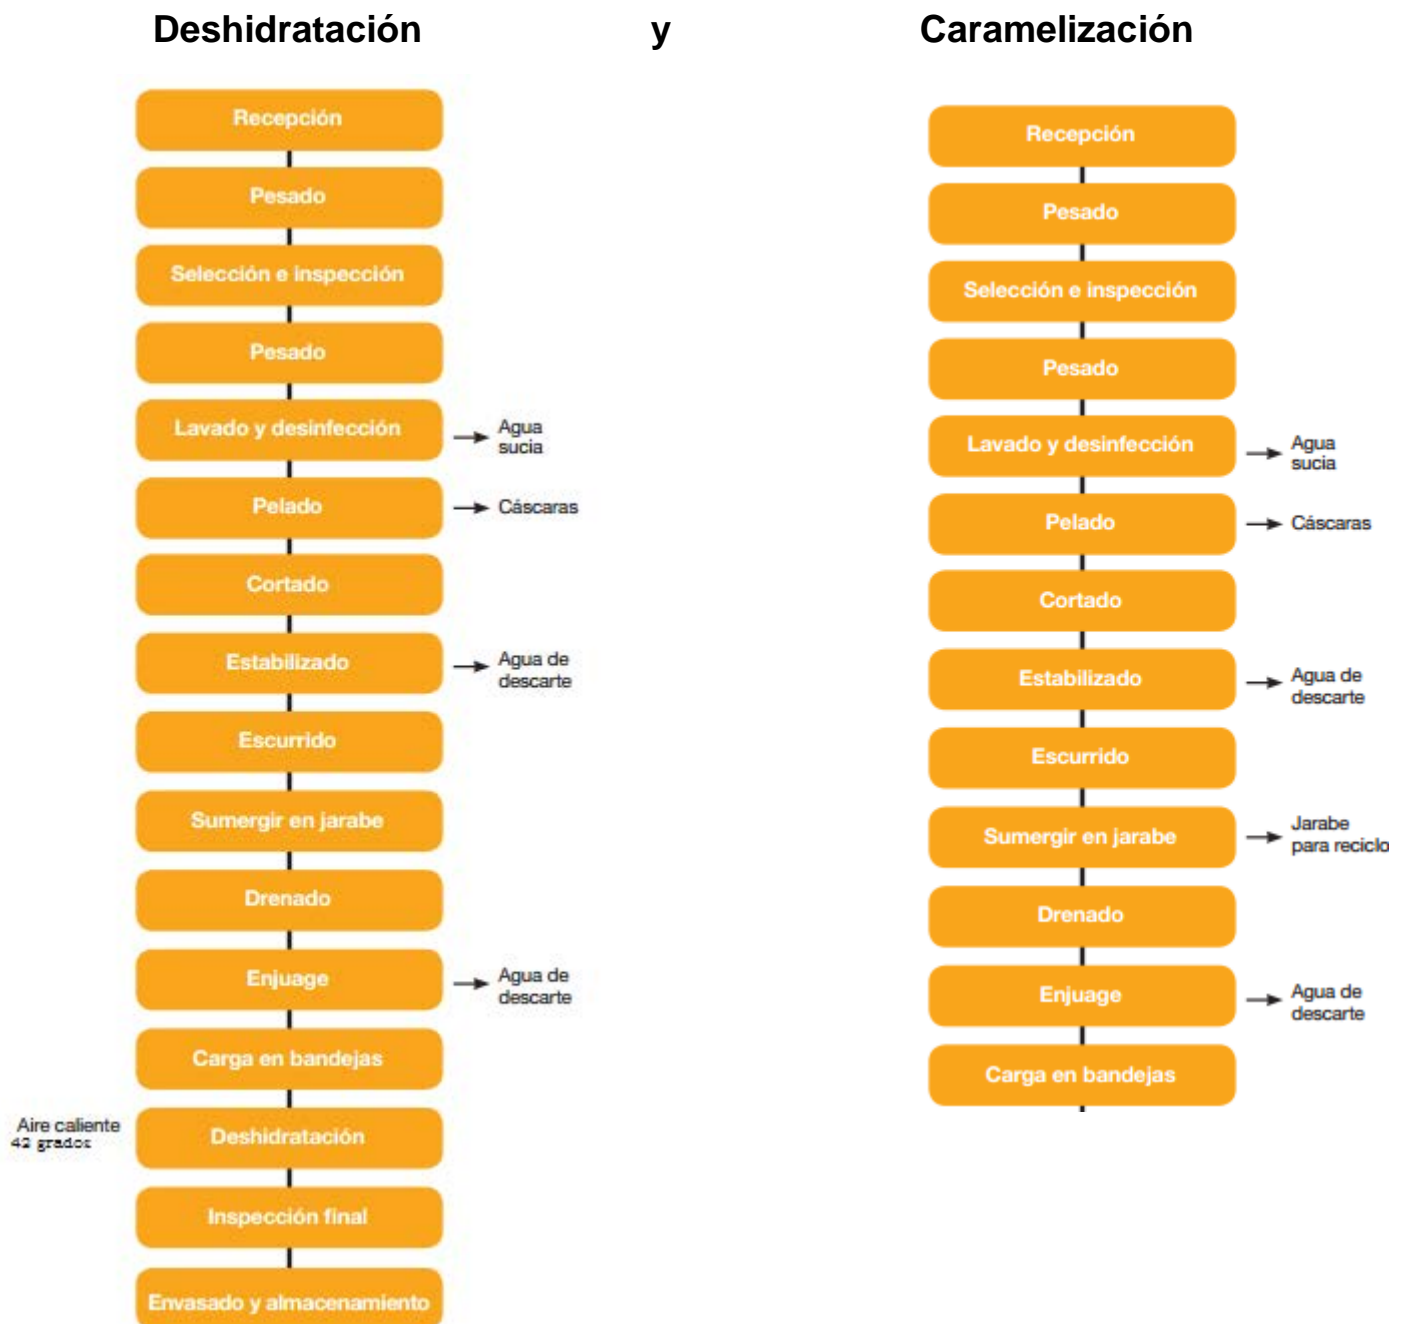 Deshidratación y Caramelización
Recepción
Pesado
Selección e inspección
Pesado
Lavado y desinfección
Agua
sucia
Pelado
Cáscaras
Cortado
Estabilizado
Agua de
descarte
Escurrido
Sumergir en jarabe
Drenado
Enjuage
Agua de
descarte
Carga en bandejas
Aire caliente
42 grados
Deshidratación
Inspección final
Envasado y almacenamiento
Recepción
Pesado
Selección e inspección
Pesado
Lavado y desinfección
Agua
sucia
Pelado
Cáscaras
Cortado
Estabilizado
Agua de
descarte
Escurrido
Sumergir en jarabe
Jarabe
para reciclo
Drenado
Enjuage
Agua de
descarte
Carga en bandejas